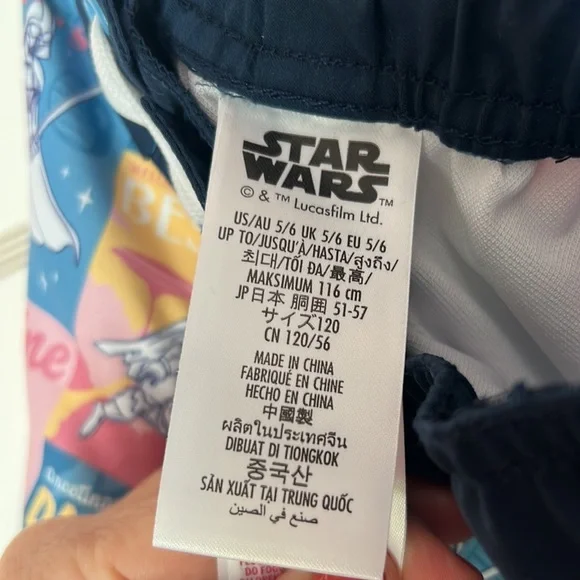 STAR
WARS™
© & ™ Lucasfilm Ltd.
US/AU 5/6 UK 5/6 EU 5/6
UP TO/JUSQU'À/HASTA/สูงถึง/
최대/TỐI ĐA/最高/
MAKSIMUM 116 cm
JP日本 胴囲 51-57
サイズ120
CN 120/56
MADE IN CHINA
FABRIQUÉ EN CHINE
HECHO EN CHINA
中國製
ผลิตในประเทศจีน
DIBUAT DI TIONGKOK
중국산
SẢN XUẤT TẠI TRUNG QUỐC
صنع في الصين